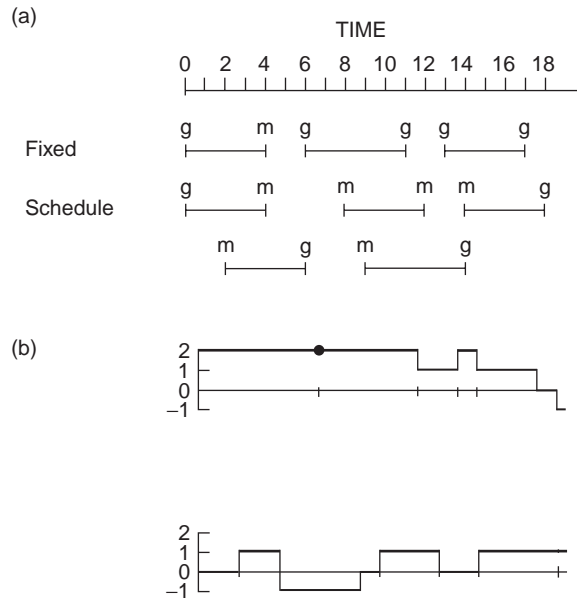 (a)
TIME
0 2 4 6 8 10 12 14 16 18
g m g g g g
Fixed
g m m m m g
Schedule
m g m g
(b)
2
1
0
−1
2
1
0
−1